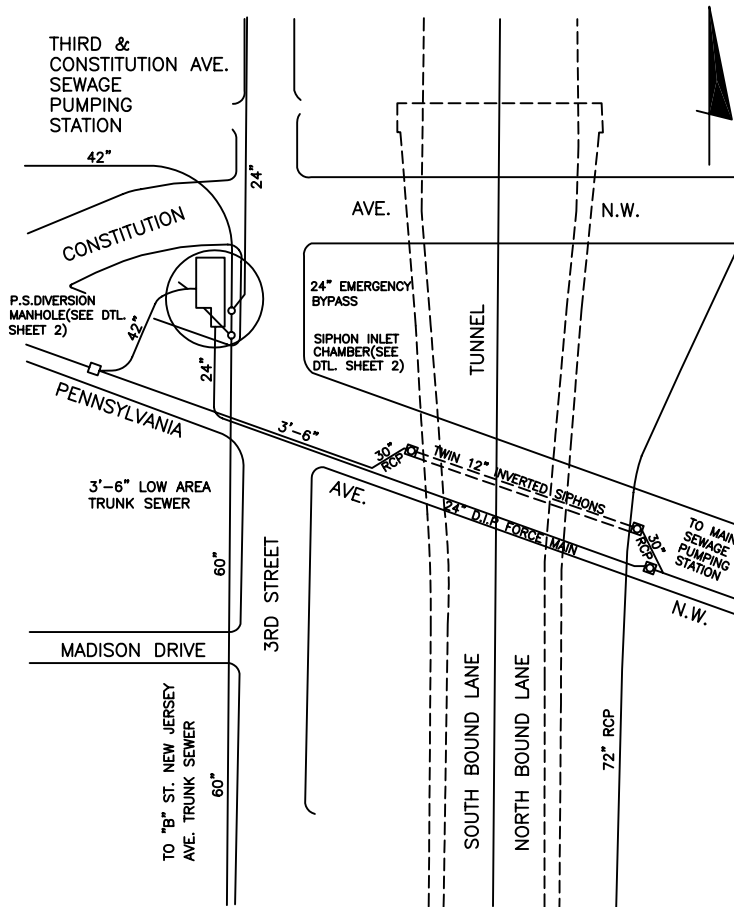 THIRD &
CONSTITUTION AVE.
SEWAGE
PUMPING
STATION
42"
24"
CONSTITUTION
AVE.
N.W.
P.S.DIVERSION
MANHOLE(SEE DTL.
SHEET 2)
42"
24"
24" EMERGENCY
BYPASS
SIPHON INLET
CHAMBER(SEE
DTL. SHEET 2)
TUNNEL
PENNSYLVANIA
3'-6"
30"
RCP
TWIN 12" INVERTED SIPHONS
AVE.
24" D.I.P. FORCE MAIN
30"
RCP
TO MAIN
SEWAGE
PUMPING
STATION
N.W.
3'-6" LOW AREA
TRUNK SEWER
60"
3RD STREET
MADISON DRIVE
TO "B" ST. NEW JERSEY
AVE. TRUNK SEWER
60"
SOUTH BOUND LANE
NORTH BOUND LANE
72" RCP